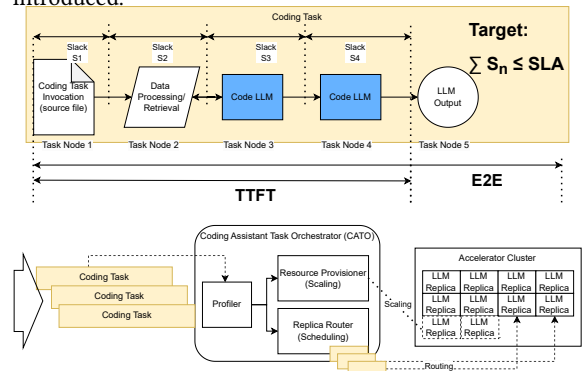 introduced.
Coding Task
Target:
∑ Sn ≤ SLA
Slack
S1
Slack
S2
Slack
S3
Slack
S4
Coding Task
Invocation
(source file)
Data
Processing/
Retrieval
Code LLM
Code LLM
LLM
Output
Task Node 1
Task Node 2
Task Node 3
Task Node 4
Task Node 5
E2E
TTFT
Coding Assistant Task Orchestrator (CATO)
Coding Task
Coding Task
Coding Task
Profiler
Resource Provisioner
(Scaling)
Replica Router
(Scheduling)
Scaling
Routing
Accelerator Cluster
LLM LLM LLM LLM
Replica Replica Replica Replica
LLM LLM LLM LLM
Replica Replica Replica Replica
LLM LLM
Replica Replica